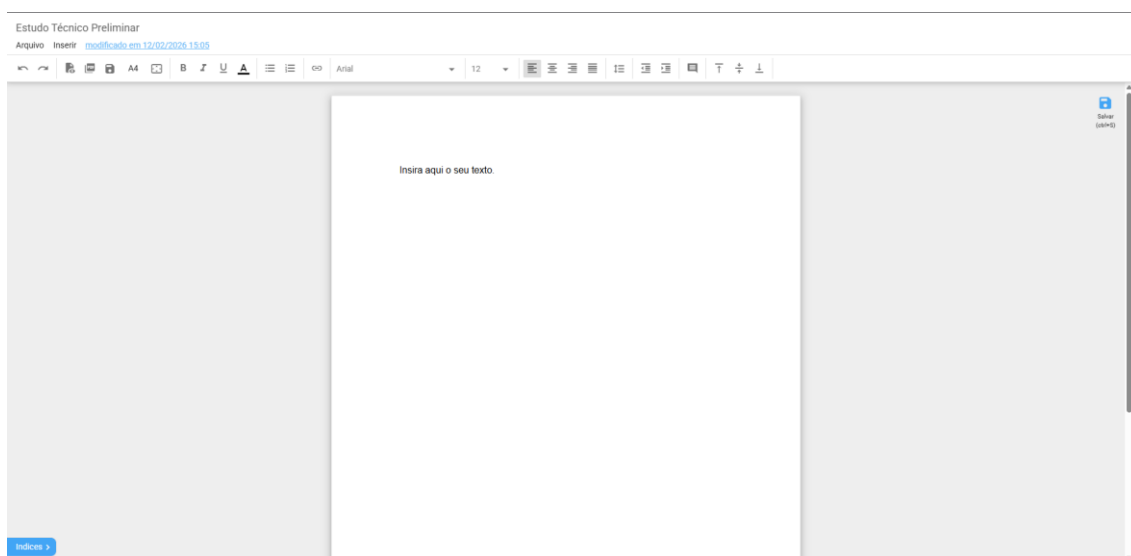 Estudo Técnico Preliminar
Arquivo Inserir modificado em 12/02/2026 15:05
A4 B I U A Arial 12
Salvar
(ctrl+S)
Insira aqui o seu texto.
Indices >